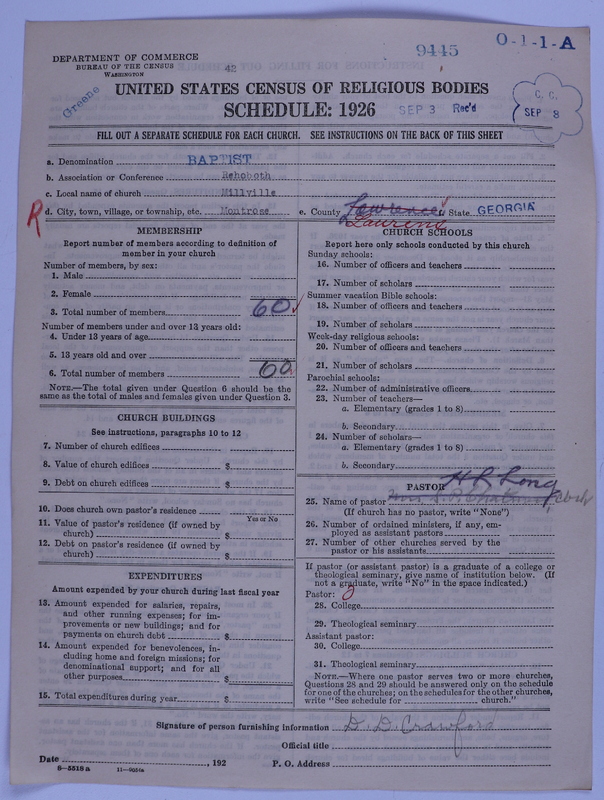 9445
O-1-1-A
DEPARTMENT OF COMMERCE
BUREAU OF THE CENSUS
WASHINGTON
42
Greene
UNITED STATES CENSUS OF RELIGIOUS BODIES
SCHEDULE: 1926
SEP 3 Rec'd
C. C.
SEP 8
FILL OUT A SEPARATE SCHEDULE FOR EACH CHURCH. SEE INSTRUCTIONS ON THE BACK OF THIS SHEET
a. Denomination BAPTIST
b. Association or Conference Rehoboth
c. Local name of church Millville
R d. City, town, village, or township, etc. Montrose e. County Lawrence f. State GEORGIA
Laurens
MEMBERSHIP
Report number of members according to definition of
member in your church
Number of members, by sex:
1. Male
2. Female
3. Total number of members 60
Number of members under and over 13 years old:
4. Under 13 years of age
5. 13 years old and over
6. Total number of members 60
NOTE.—The total given under Question 6 should be the
same as the total of males and females given under Question 3.
CHURCH BUILDINGS
See instructions, paragraphs 10 to 12
7. Number of church edifices
8. Value of church edifices $
9. Debt on church edifices $
10. Does church own pastor's residence
Yes or No
11. Value of pastor's residence (if owned by
church) $
12. Debt on pastor's residence (if owned by
church) $
EXPENDITURES
Amount expended by your church during last fiscal year
13. Amount expended for salaries, repairs,
and other running expenses; for im-
provements or new buildings; and for
payments on church debt $
14. Amount expended for benevolences, in-
cluding home and foreign missions; for
denominational support; and for all
other purposes $
15. Total expenditures during year $
CHURCH SCHOOLS
Report here only schools conducted by this church
Sunday schools:
16. Number of officers and teachers
17. Number of scholars
Summer vacation Bible schools:
18. Number of officers and teachers
19. Number of scholars
Week-day religious schools:
20. Number of officers and teachers
21. Number of scholars
Parochial schools:
22. Number of administrative officers
23. Number of teachers—
a. Elementary (grades 1 to 8)
b. Secondary
24. Number of scholars—
a. Elementary (grades 1 to 8)
b. Secondary
PASTOR
H R Long
25. Name of pastor
(If church has no pastor, write "None")
26. Number of ordained ministers, if any, em-
ployed as assistant pastors
27. Number of other churches served by the
pastor or his assistants
If pastor (or assistant pastor) is a graduate of a college or
theological seminary, give name of institution below. (If
not a graduate, write "No" in the space indicated.)
Pastor:
28. College
29. Theological seminary
Assistant pastor:
30. College
31. Theological seminary
NOTE.—Where one pastor serves two or more churches,
Questions 28 and 29 should be answered only on the schedule
for one of the churches; on the schedules for the other churches,
write "See schedule for church."
Signature of person furnishing information D. D. Crawford
Official title
Date , 192 P. O. Address
8-5518 a 11-9034a